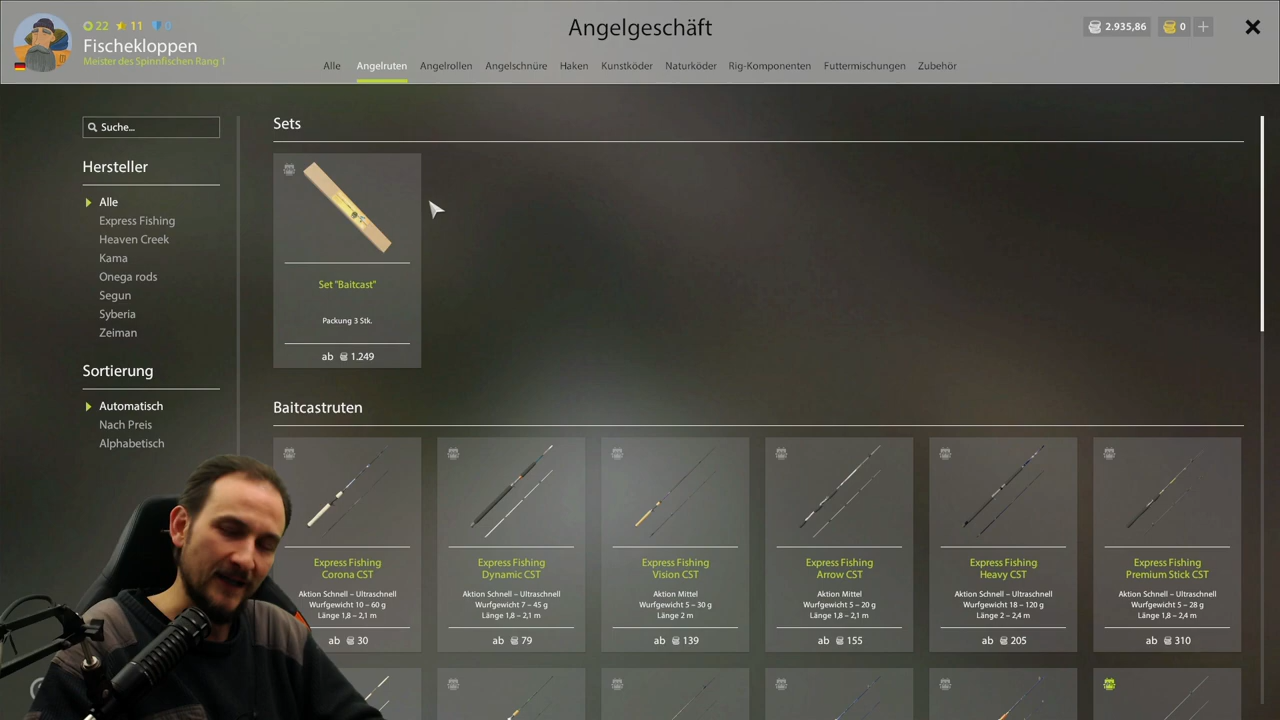 22 11 0
Fischekloppen
Meister des Spinnfischen Rang 1
Angelgeschäft
2.935,86
0
Alle Angelruten Angelrollen Angelschnüre Haken Kunstköder Naturköder Rig-Komponenten Futtermischungen Zubehör
Suche...
Hersteller
Alle
Express Fishing
Heaven Creek
Kama
Onega rods
Segun
Syberia
Zeiman
Sortierung
Automatisch
Nach Preis
Alphabetisch
Sets
Set "Baitcast"
Packung 3 Stk.
ab 1.249
Baitcastruten
Express Fishing
Corona CST
Aktion Schnell – Ultraschnell
Wurfgewicht 10 – 60 g
Länge 1,8 – 2,1 m
ab 30
Express Fishing
Dynamic CST
Aktion Schnell – Ultraschnell
Wurfgewicht 7 – 45 g
Länge 1,8 – 2,1 m
ab 79
Express Fishing
Vision CST
Aktion Mittel
Wurfgewicht 5 – 30 g
Länge 2 m
ab 139
Express Fishing
Arrow CST
Aktion Mittel
Wurfgewicht 5 – 20 g
Länge 1,8 – 2,1 m
ab 155
Express Fishing
Heavy CST
Aktion Schnell – Ultraschnell
Wurfgewicht 18 – 120 g
Länge 2 – 2,4 m
ab 205
Express Fishing
Premium Stick CST
Aktion Schnell – Ultraschnell
Wurfgewicht 5 – 28 g
Länge 1,8 – 2,4 m
ab 310